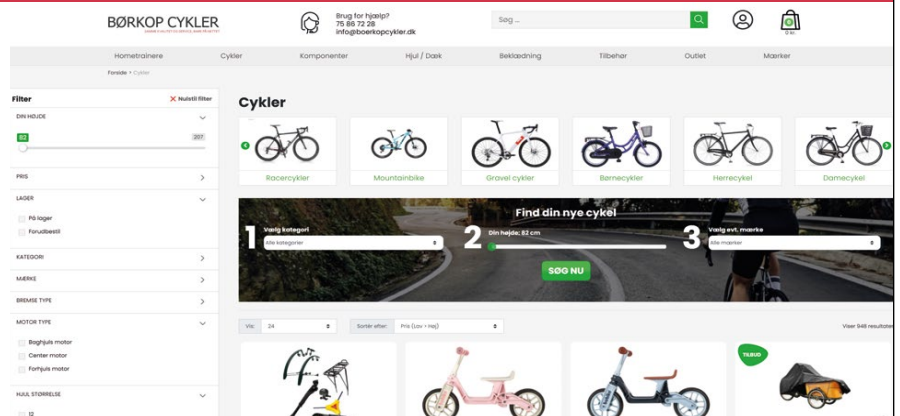 BØRKOP CYKLER
Brug for hjælp?
75 86 72 28
info@boerkopcykler.dk
Søg ...
0
0 kr.
Hometrainere Cykler Komponenter Hjul / Dæk Beklædning Tilbehør Outlet Mærker
Forside > Cykler
Filter
Nulstil filter
DIN HØJDE
82 207
PRIS
LAGER
På lager
Forudbestil
KATEGORI
MÆRKE
BREMSE TYPE
MOTOR TYPE
Baghjuls motor
Center motor
Forhjuls motor
HJUL STØRRELSE
12
Cykler
Racercykler Mountainbike Gravel cykler Børnecykler Herrecykel Damecykel
Find din nye cykel
1 Vælg kategori
Alle kategorier
2 Din højde: 82 cm
3 Vælg evt. mærke
Alle mærker
SØG NU
Vis: 24 Sortér efter: Pris (Lav > Høj)
Viser 948 resultater
TILBUD